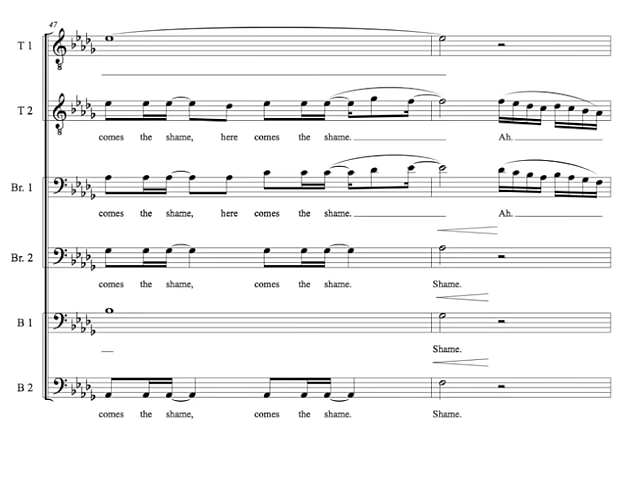 47
T 1
T 2
comes the shame, here comes the shame.
Ah.
Br. 1
comes the shame, here comes the shame.
Ah.
Br. 2
comes the shame, comes the shame. Shame.
B 1
Shame.
B 2
comes the shame, comes the shame. Shame.